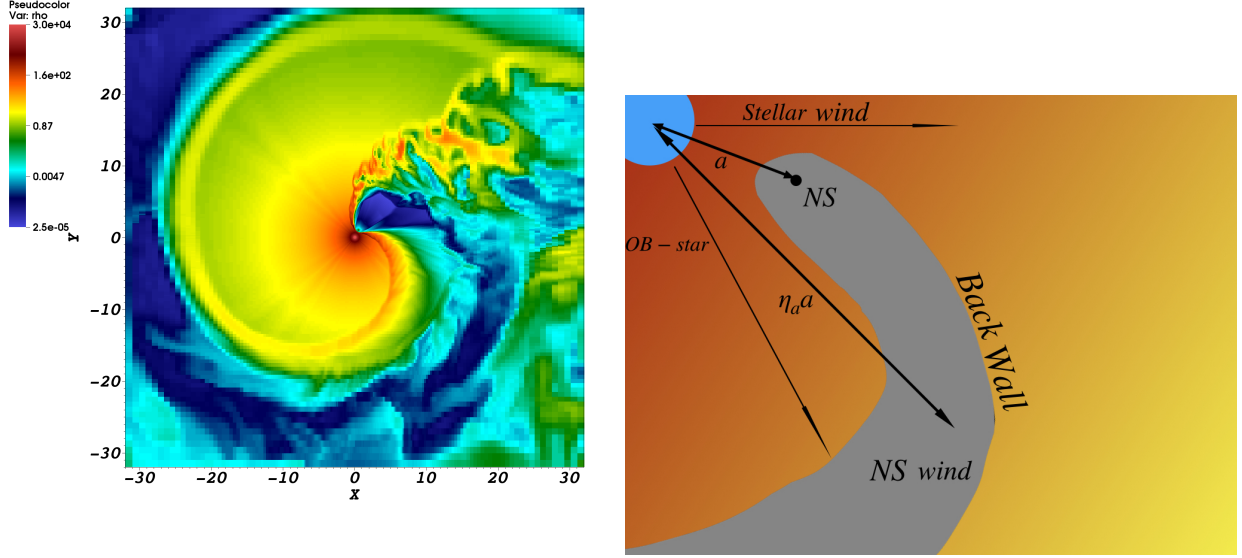 Pseudocolor
Var: rho
3.0e+04
1.6e+02
0.87
0.0047
2.5e-05
30
20
10
0
−10
−20
−30
Y
−30 −20 −10 0 10 20 30
X
Stellar wind
a
NS
OB − star
ηₐa
Back Wall
NS wind